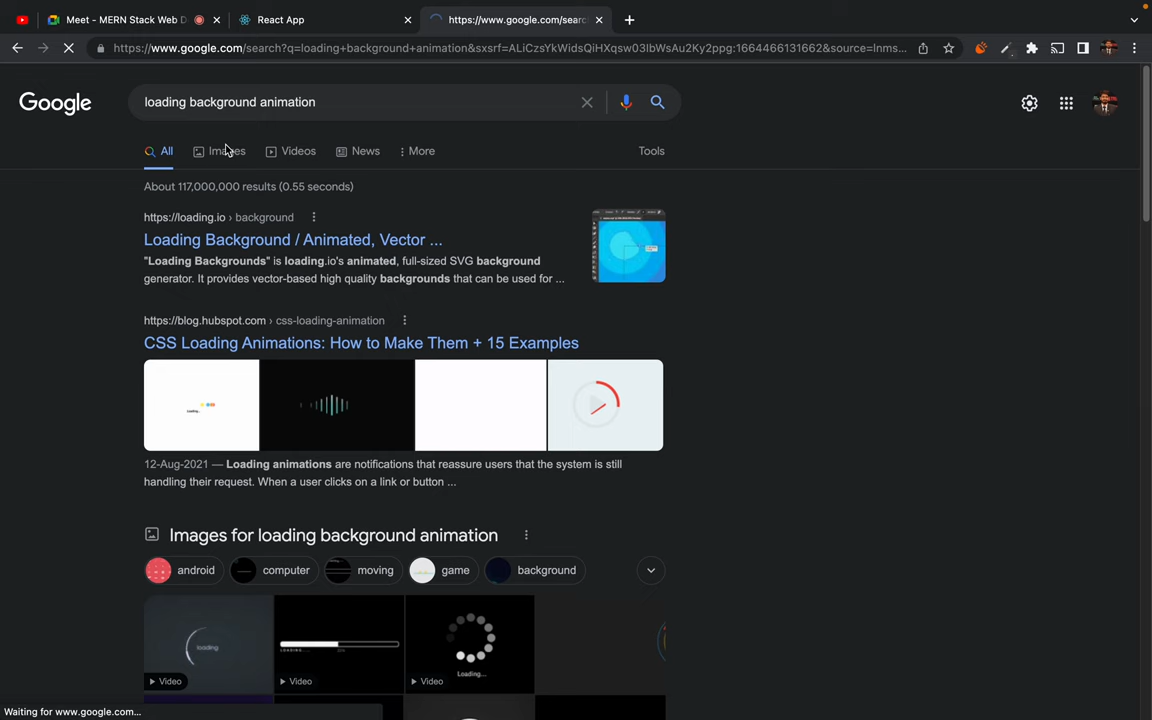 Meet - MERN Stack Web D
React App
https://www.google.com/searc
https://www.google.com/search?q=loading+background+animation&sxsrf=ALiCzsYkWidsQiHXqsw03IbWsAu2Ky2ppg:1664466131662&source=lnms...
Google
loading background animation
All
Images
Videos
News
More
Tools
About 117,000,000 results (0.55 seconds)
https://loading.io › background
Loading Background / Animated, Vector ...
"Loading Backgrounds" is loading.io's animated, full-sized SVG background
generator. It provides vector-based high quality backgrounds that can be used for ...
https://blog.hubspot.com › css-loading-animation
CSS Loading Animations: How to Make Them + 15 Examples
Loading...
12-Aug-2021 — Loading animations are notifications that reassure users that the system is still
handling their request. When a user clicks on a link or button ...
Images for loading background animation
android
computer
moving
game
background
loading
LOADING...
Loading...
Video
Video
Video
Waiting for www.google.com...